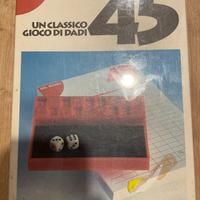 UN CLASSICO 45
GIOCO DI DADI